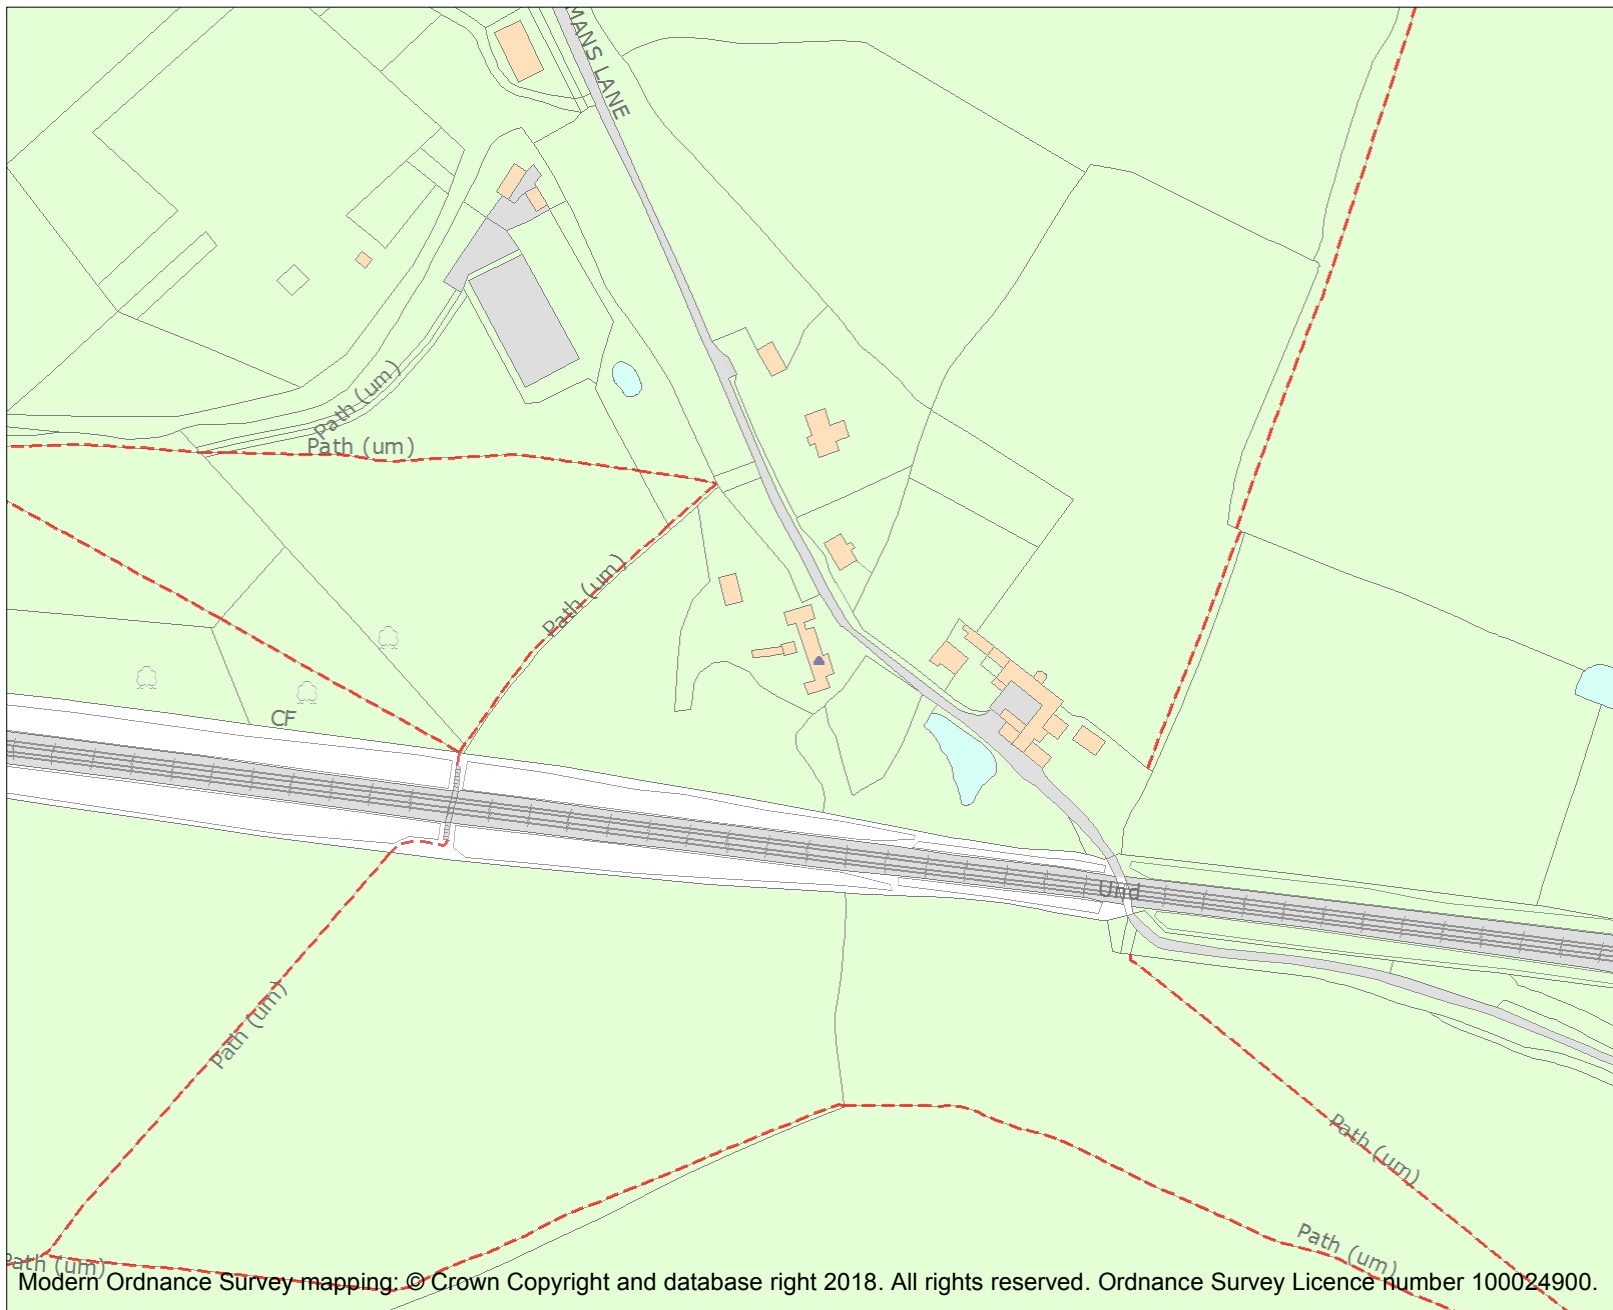 MANS LANE
Path (um)
Path (um)
Path (um)
CF
Und
Path (um)
Path (um)
Path (um)
Path (um)
Modern Ordnance Survey mapping: © Crown Copyright and database right 2018. All rights reserved. Ordnance Survey Licence number 100024900.